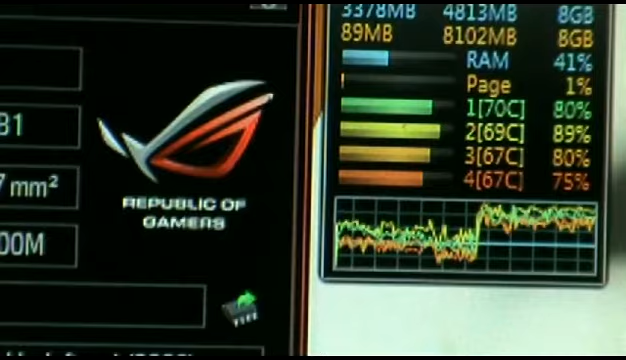 3378MB 4813MB 8GB
89MB 8102MB 8GB
RAM 41%
Page 1%
1[70C] 80%
2[69C] 89%
3[67C] 80%
4[67C] 75%
B1
7 mm²
00M
REPUBLIC OF
GAMERS